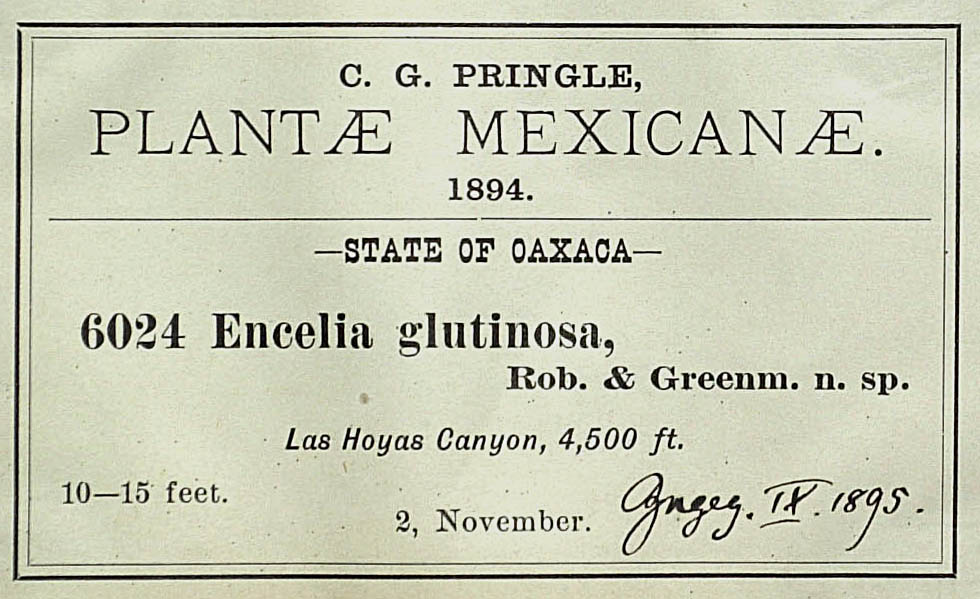 C. G. PRINGLE,
PLANTÆ MEXICANÆ.
1894.
—STATE OF OAXACA—
6024 Encelia glutinosa,
Rob. & Greenm. n. sp.
Las Hoyas Canyon, 4,500 ft.
10—15 feet.
2, November.
IX. 1895.